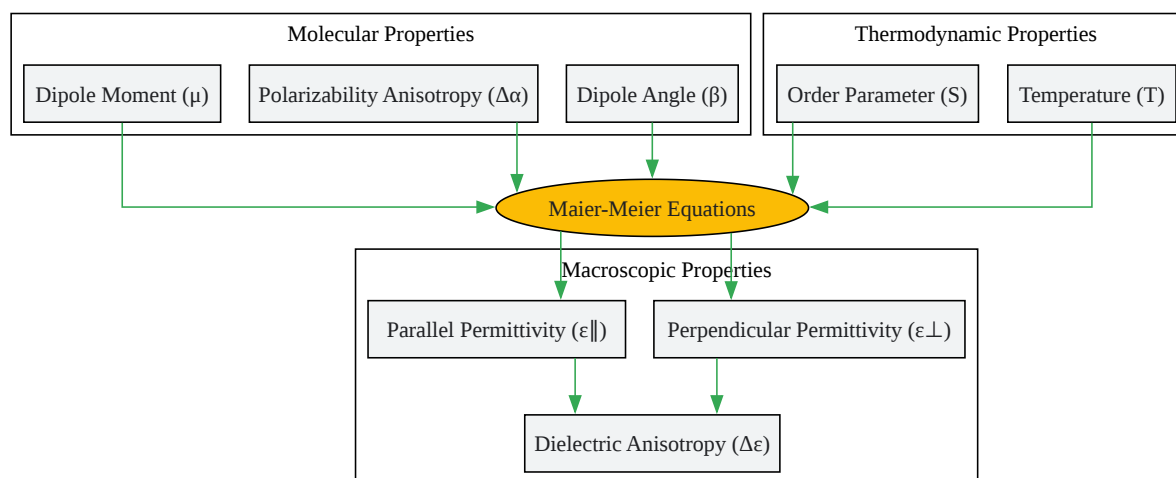 Molecular Properties
Thermodynamic Properties
Dipole Moment (μ)
Polarizability Anisotropy (Δα)
Dipole Angle (β)
Order Parameter (S)
Temperature (T)
Maier-Meier Equations
Macroscopic Properties
Parallel Permittivity (ε∥)
Perpendicular Permittivity (ε⊥)
Dielectric Anisotropy (Δε)